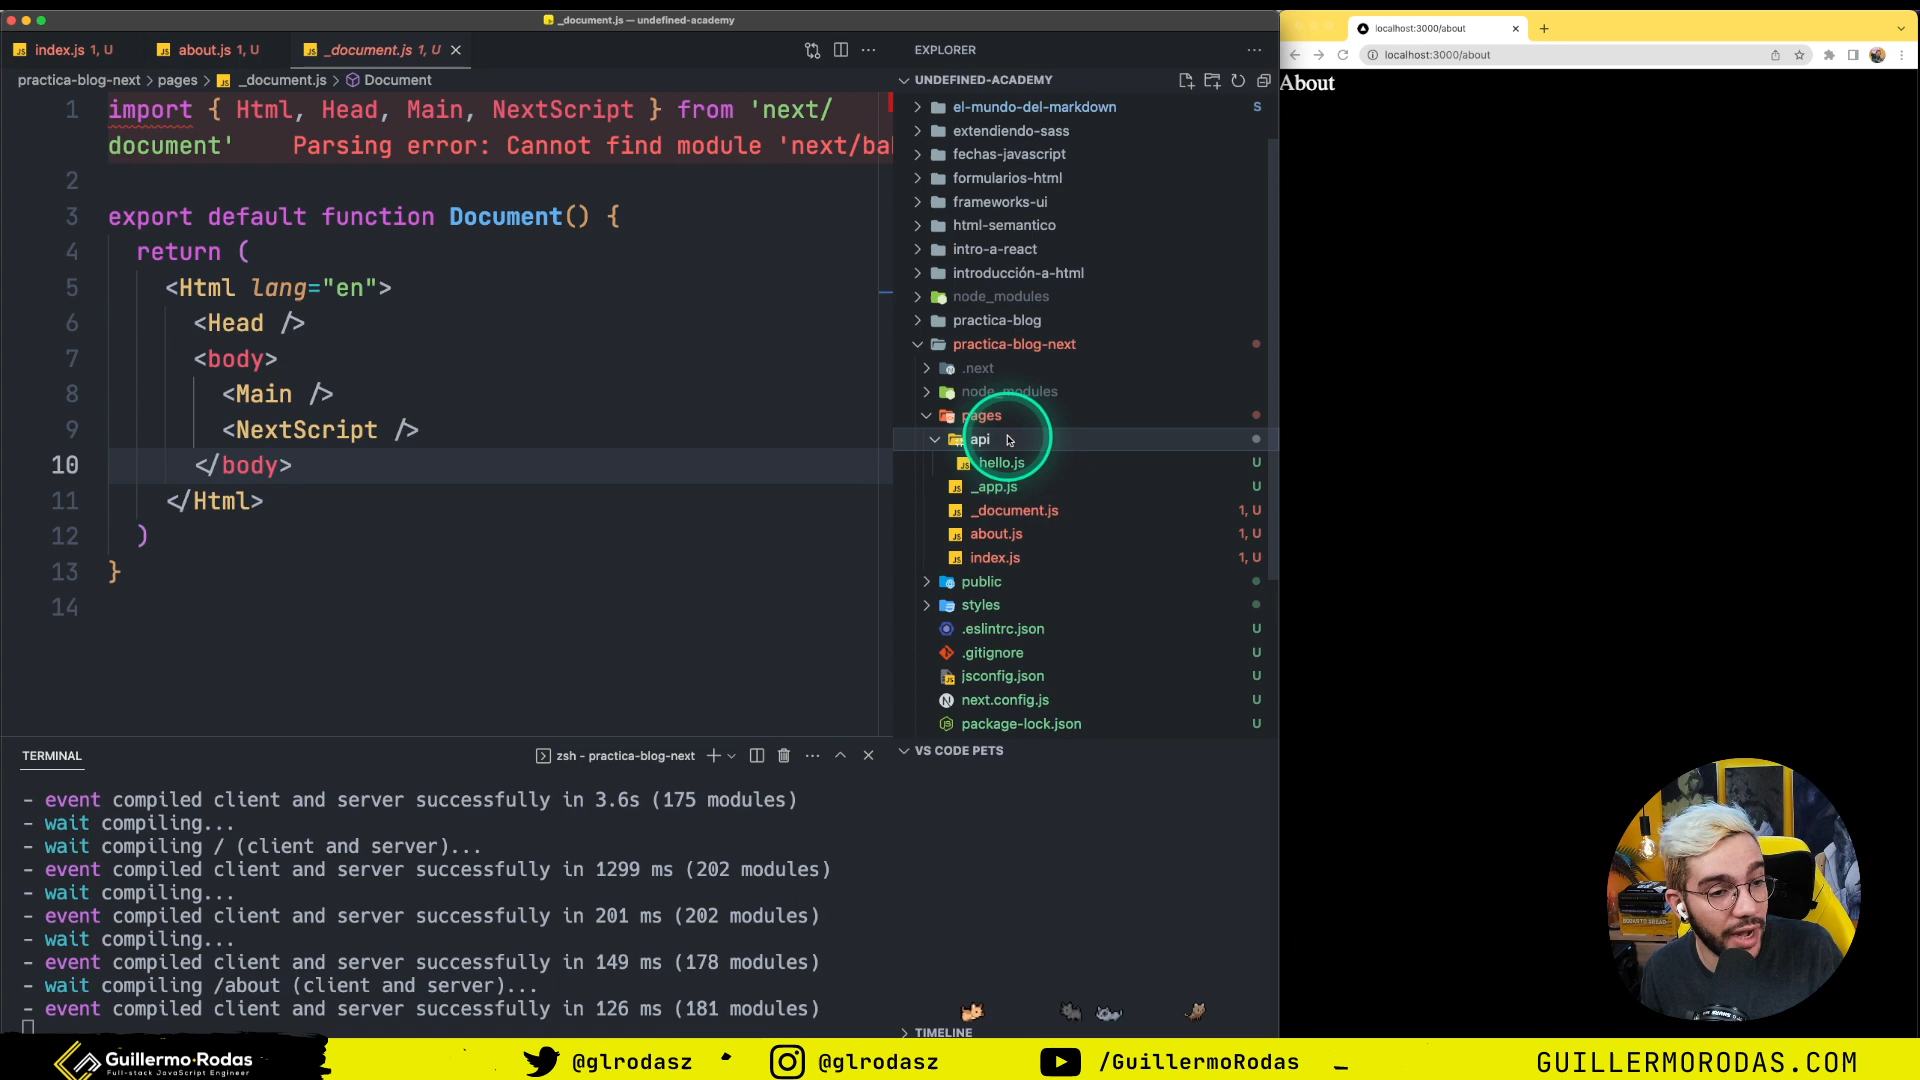 _document.js — undefined-academy
index.js 1, U
about.js 1, U
_document.js 1, U
practica-blog-next > pages > _document.js > Document
1 import { Html, Head, Main, NextScript } from 'next/
document' Parsing error: Cannot find module 'next/ba
2
3 export default function Document() {
4 return (
5 <Html lang="en">
6 <Head />
7 <body>
8 <Main />
9 <NextScript />
10 </body>
11 </Html>
12 )
13 }
14
TERMINAL
zsh - practica-blog-next
- event compiled client and server successfully in 3.6s (175 modules)
- wait compiling...
- wait compiling / (client and server)...
- event compiled client and server successfully in 1299 ms (202 modules)
- wait compiling...
- event compiled client and server successfully in 201 ms (202 modules)
- wait compiling...
- event compiled client and server successfully in 149 ms (178 modules)
- wait compiling /about (client and server)...
- event compiled client and server successfully in 126 ms (181 modules)
EXPLORER
UNDEFINED-ACADEMY
el-mundo-del-markdown S
extendiendo-sass
fechas-javascript
formularios-html
frameworks-ui
html-semantico
intro-a-react
introducción-a-html
node_modules
practica-blog
practica-blog-next
.next
node_modules
pages
api
hello.js U
_app.js U
_document.js 1, U
about.js 1, U
index.js 1, U
public
styles
.eslintrc.json U
.gitignore U
jsconfig.json U
next.config.js U
package-lock.json U
VS CODE PETS
TIMELINE
localhost:3000/about
localhost:3000/about
About
Guillermo·Rodas
Full-stack JavaScript Engineer
@glrodasz
@glrodasz
/GuillermoRodas
GUILLERMORODAS.COM